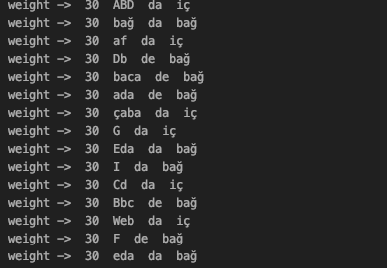 weight -> 30 ABD da iç
weight -> 30 bağ da bağ
weight -> 30 af da iç
weight -> 30 Db de bağ
weight -> 30 baca de bağ
weight -> 30 ada de bağ
weight -> 30 çaba da iç
weight -> 30 G da iç
weight -> 30 Eda da bağ
weight -> 30 I da bağ
weight -> 30 Cd da iç
weight -> 30 Bbc de bağ
weight -> 30 Web da iç
weight -> 30 F de bağ
weight -> 30 eda da bağ